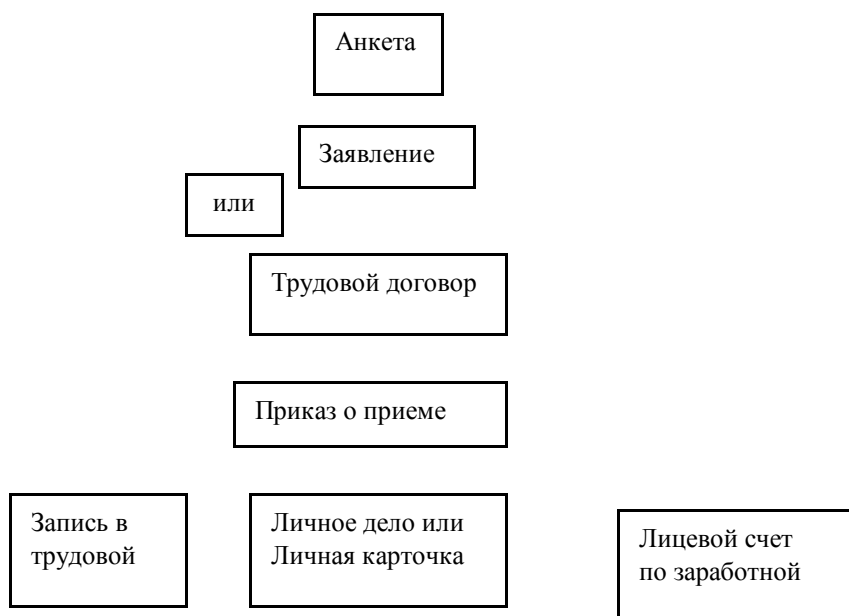 Анкета
Заявление
или
Трудовой договор
Приказ о приеме
Запись в
трудовой
Личное дело или
Личная карточка
Лицевой счет
по заработной